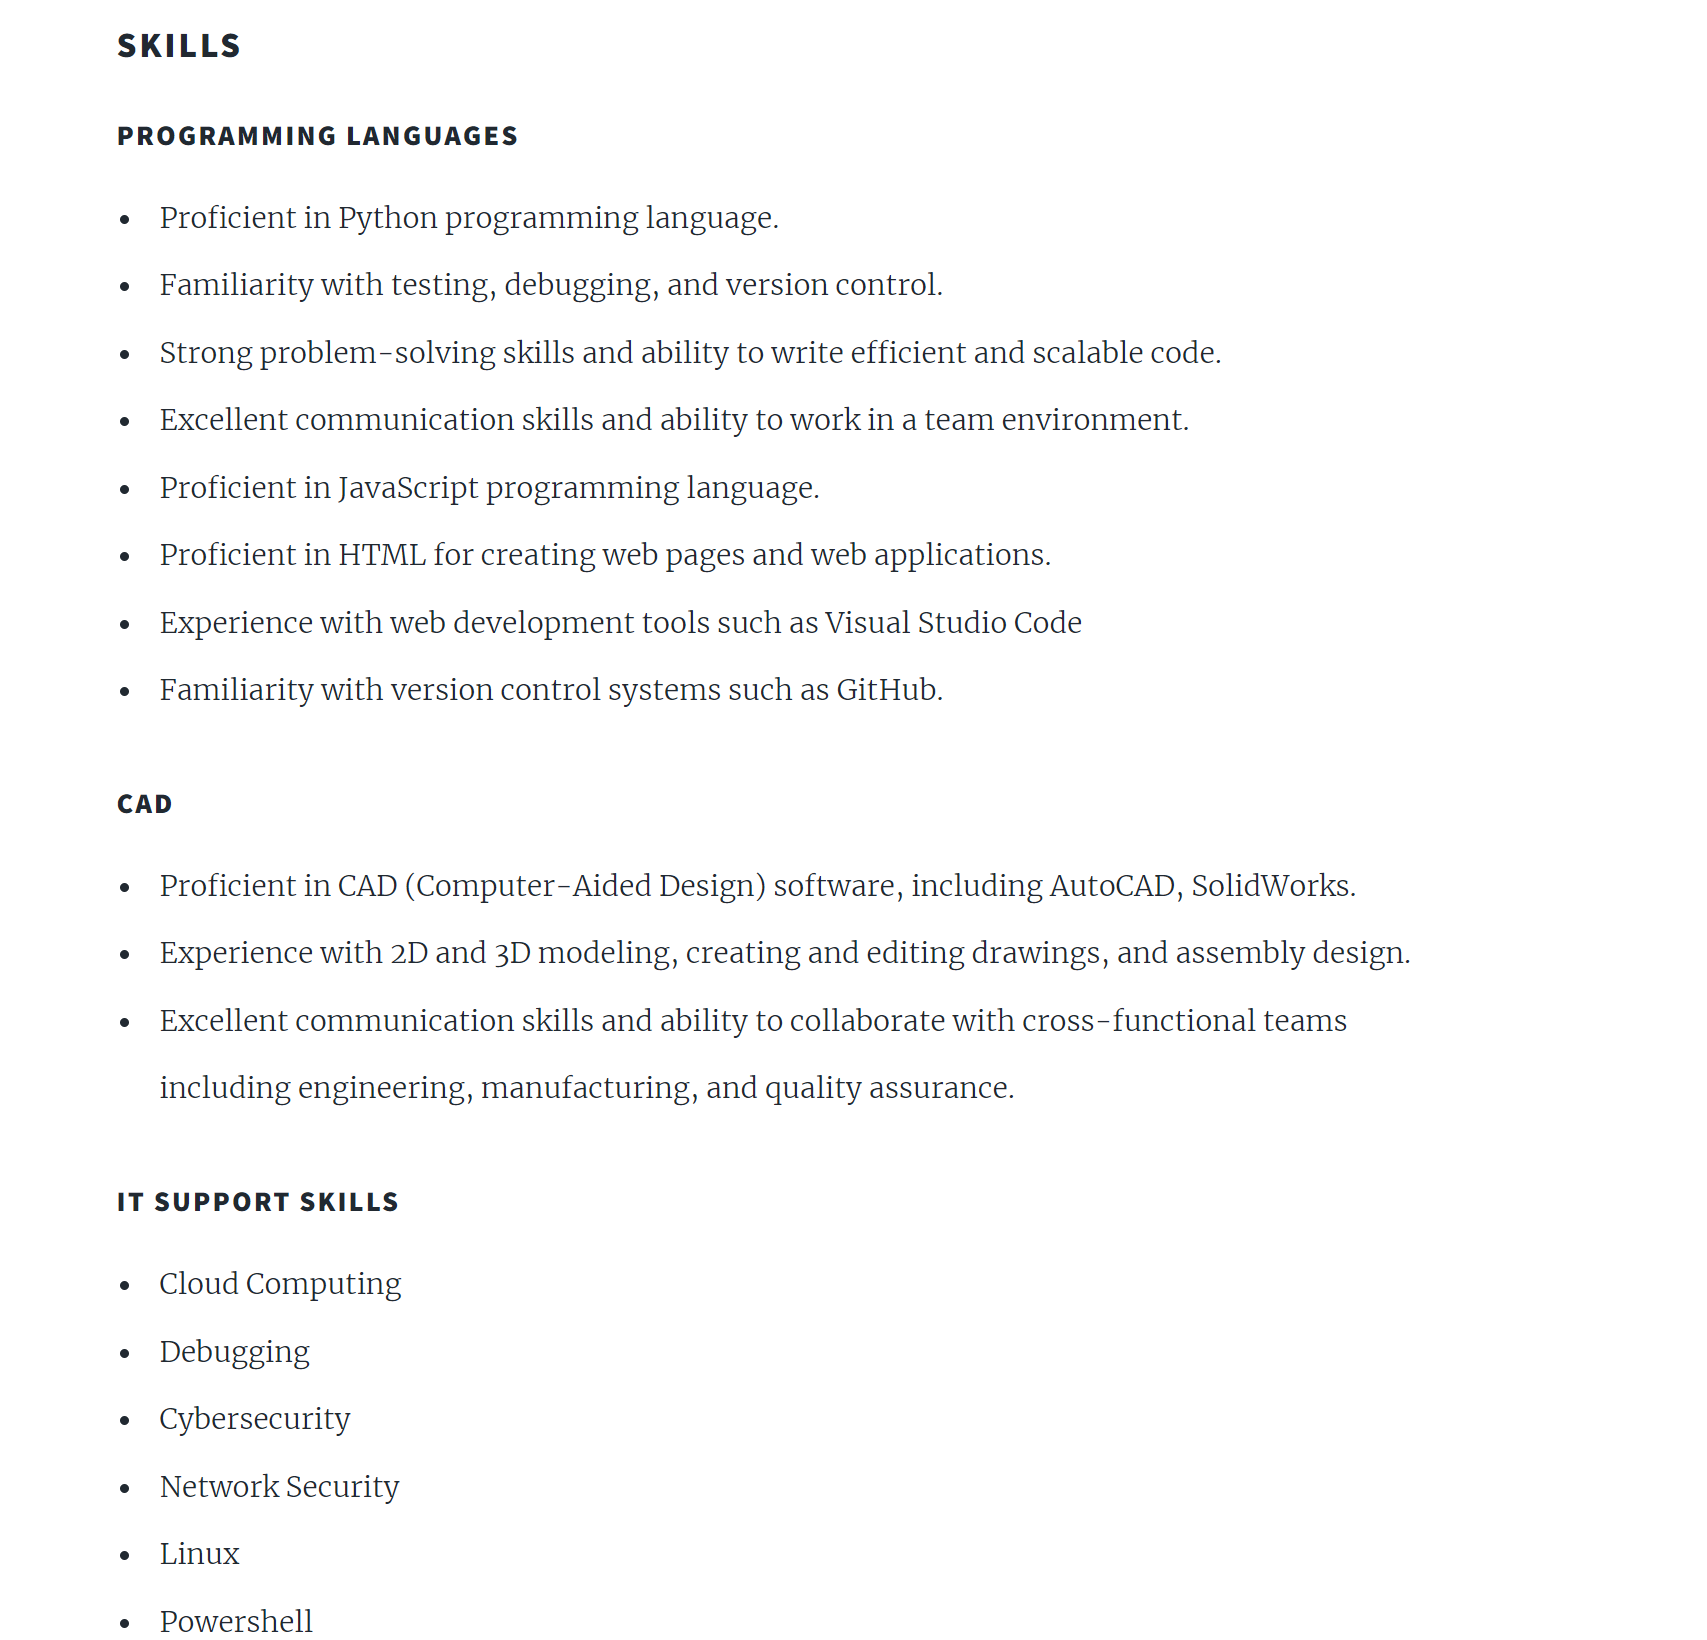 SKILLS
PROGRAMMING LANGUAGES
• Proficient in Python programming language.
• Familiarity with testing, debugging, and version control.
• Strong problem-solving skills and ability to write efficient and scalable code.
• Excellent communication skills and ability to work in a team environment.
• Proficient in JavaScript programming language.
• Proficient in HTML for creating web pages and web applications.
• Experience with web development tools such as Visual Studio Code
• Familiarity with version control systems such as GitHub.
CAD
• Proficient in CAD (Computer-Aided Design) software, including AutoCAD, SolidWorks.
• Experience with 2D and 3D modeling, creating and editing drawings, and assembly design.
• Excellent communication skills and ability to collaborate with cross-functional teams
including engineering, manufacturing, and quality assurance.
IT SUPPORT SKILLS
• Cloud Computing
• Debugging
• Cybersecurity
• Network Security
• Linux
• Powershell